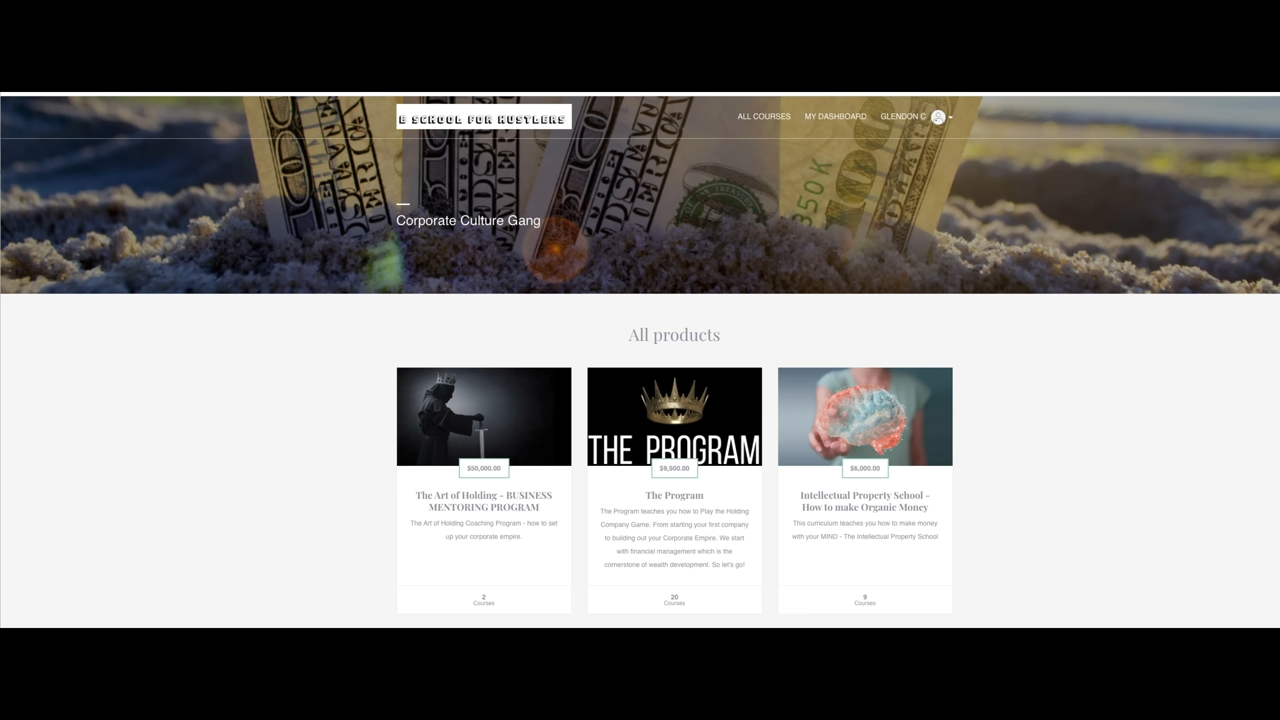 B SCHOOL FOR HUSTLERS
ALL COURSES MY DASHBOARD GLENDON C
Corporate Culture Gang
All products
THE PROGRAM
$50,000.00
$9,500.00
$6,000.00
The Art of Holding - BUSINESS
MENTORING PROGRAM
The Art of Holding Coaching Program - how to set
up your corporate empire.
2
Courses
The Program
The Program teaches you how to Play the Holding
Company Game. From starting your first company
to building out your Corporate Empire. We start
with financial management which is the
cornerstone of wealth development. So let's go!
20
Courses
Intellectual Property School -
How to make Organic Money
This curriculum teaches you how to make money
with your MIND - The Intellectual Property School
9
Courses